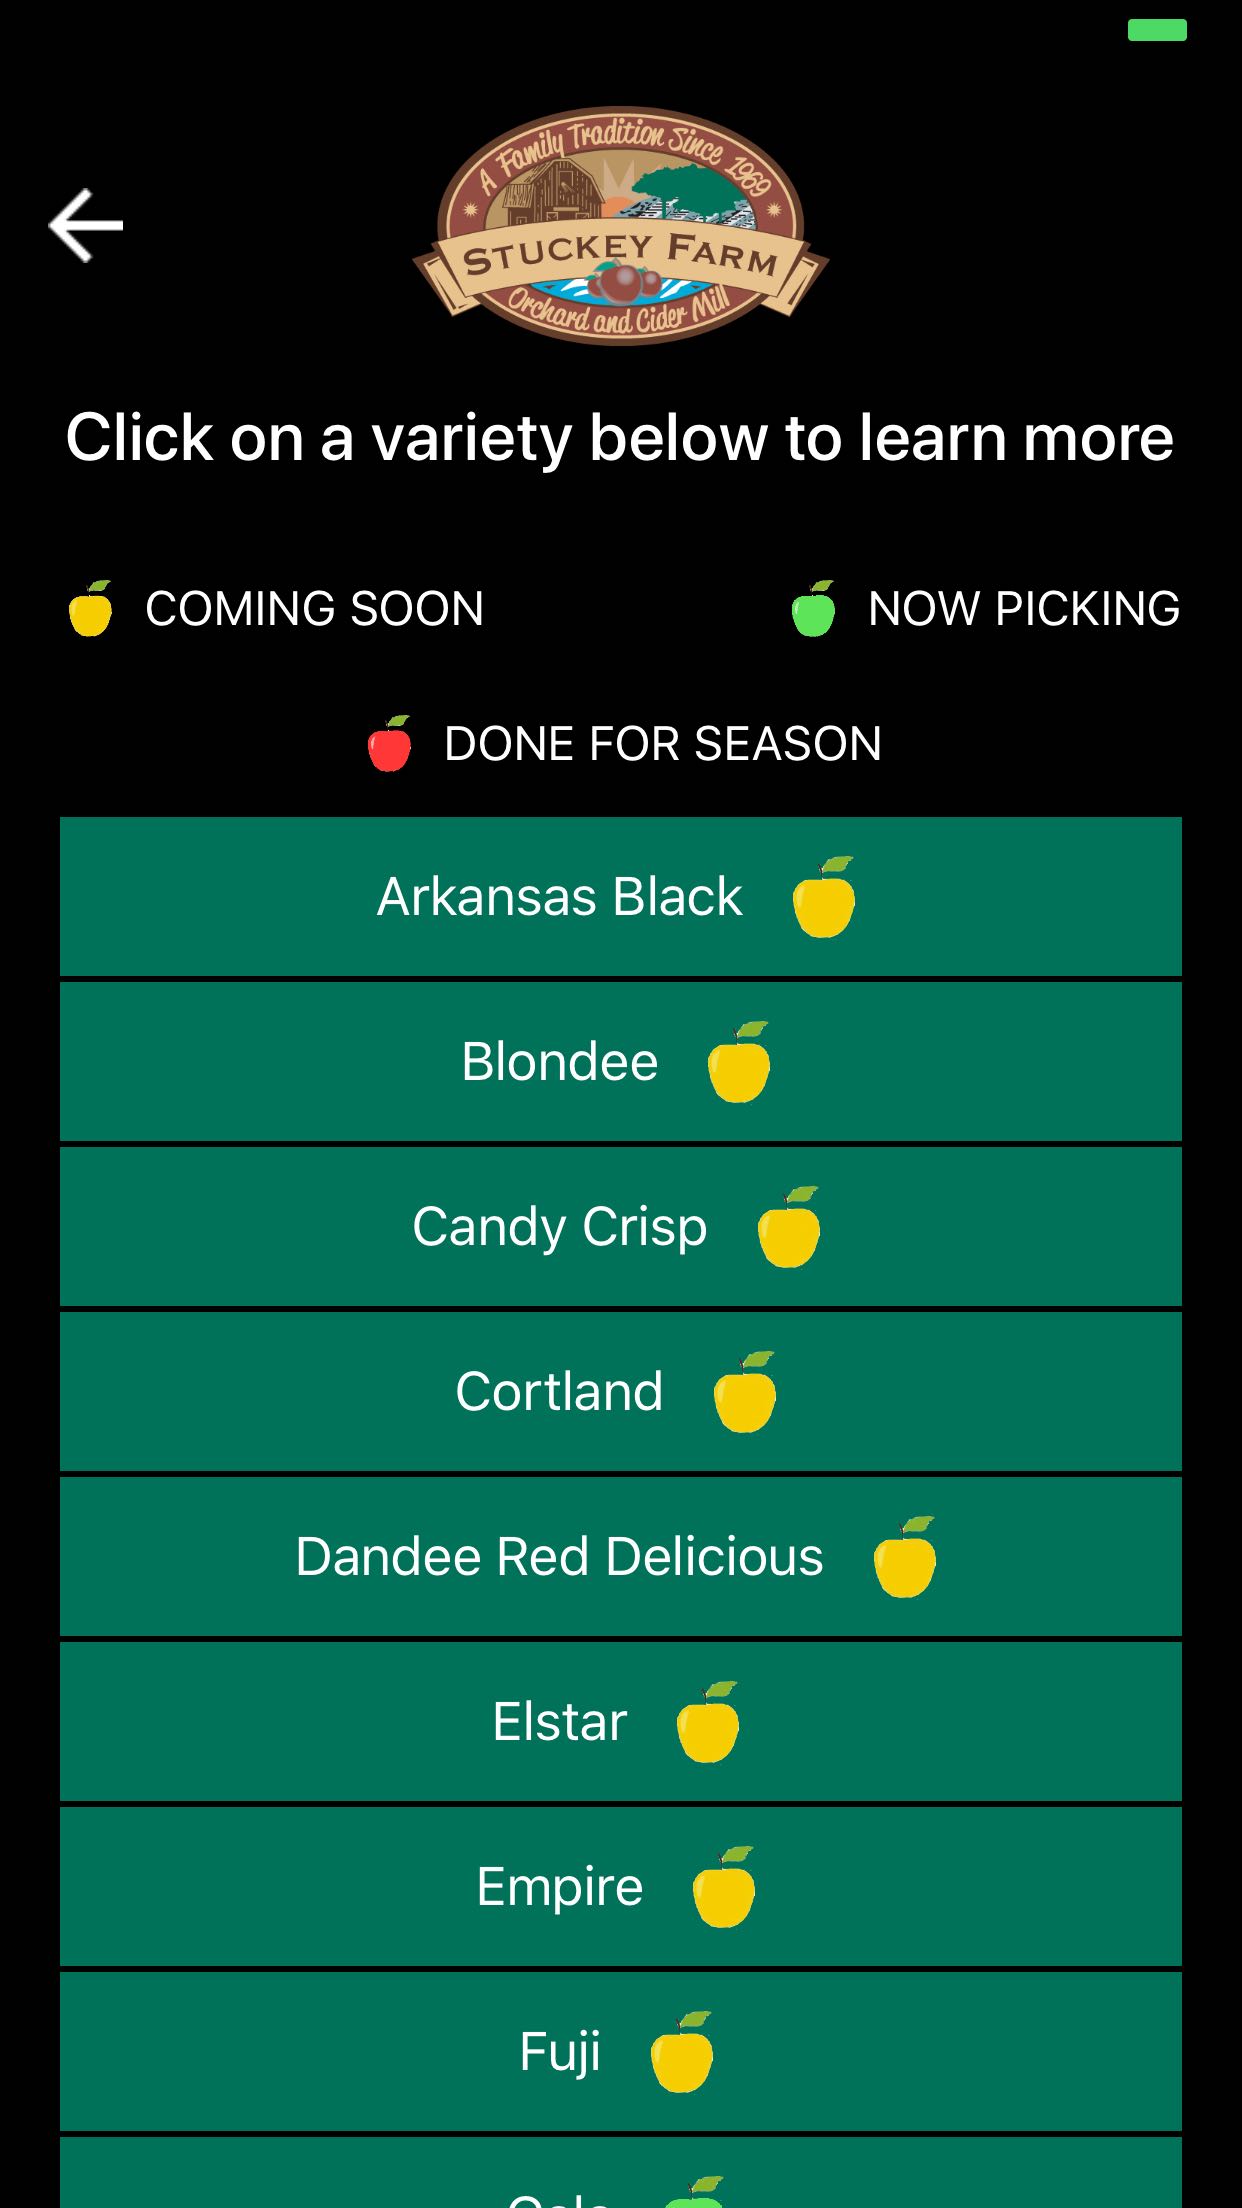 A Family Tradition Since 1969
STUCKEY FARM
Orchard and Cider Mill
Click on a variety below to learn more
COMING SOON
NOW PICKING
DONE FOR SEASON
Arkansas Black
Blondee
Candy Crisp
Cortland
Dandee Red Delicious
Elstar
Empire
Fuji